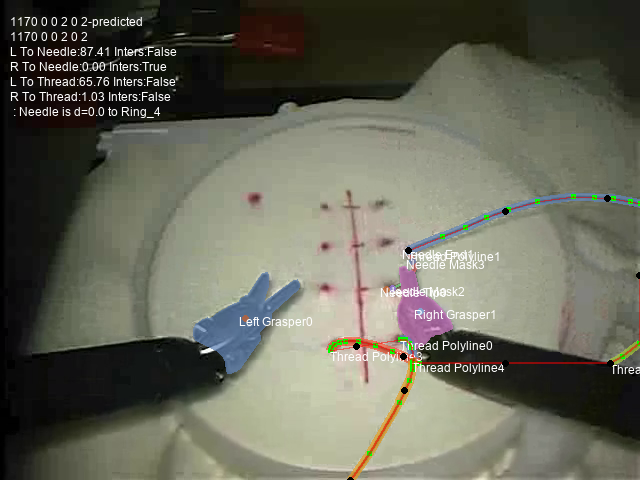 1170 0 0 2 0 2-predicted
1170 0 0 2 0 2
L To Needle:87.41 Inters:False
R To Needle:0.00 Inters:True
L To Thread:65.76 Inters:False
R To Thread:1.03 Inters:False
: Needle is d=0.0 to Ring_4
Thread Polyline1
Needle Mask3
Needle Mask2
Left Grasper0
Right Grasper1
Thread Polyline0
Thread Polyline4